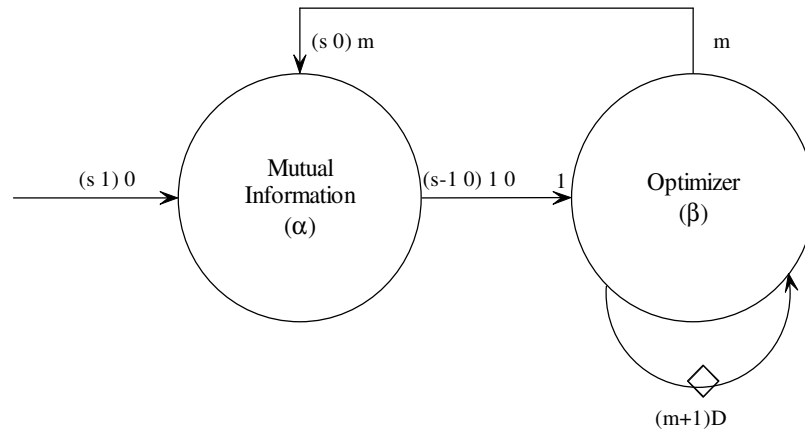 (s 0) m
m
(s 1) 0
Mutual
Information
(α)
(s-1 0) 1 0
1
Optimizer
(β)
(m+1)D